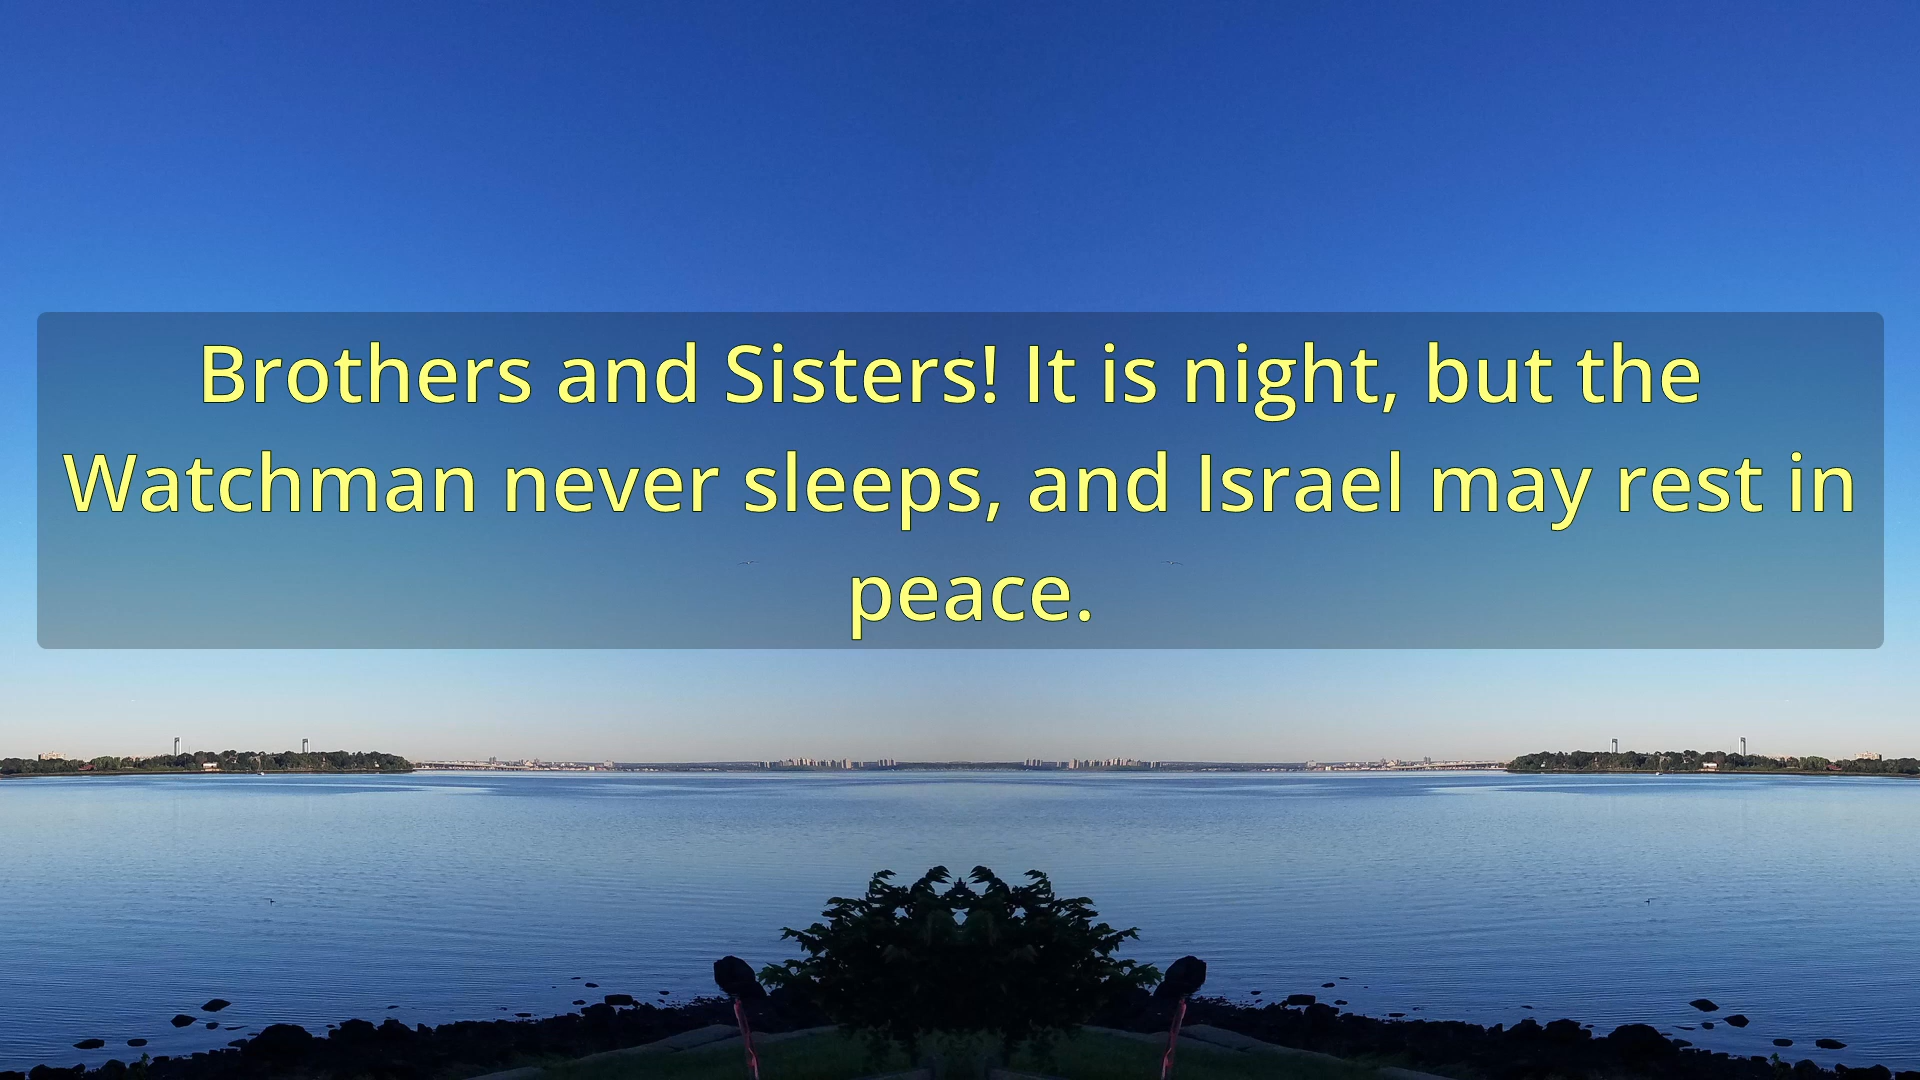 Brothers and Sisters! It is night, but the
Watchman never sleeps, and Israel may rest in
peace.